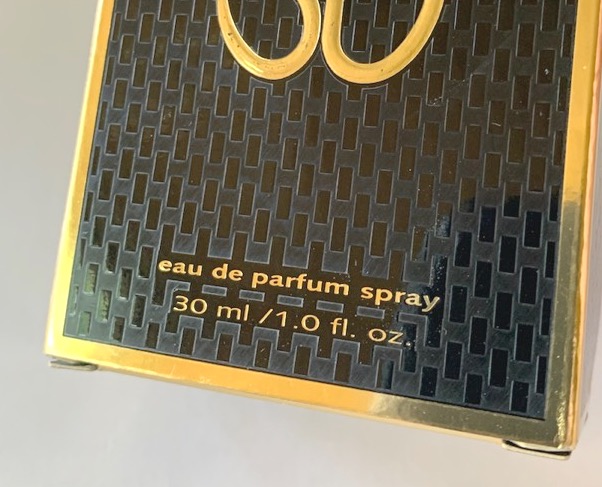 eau de parfum spray
30 ml /1.0 fl. oz.